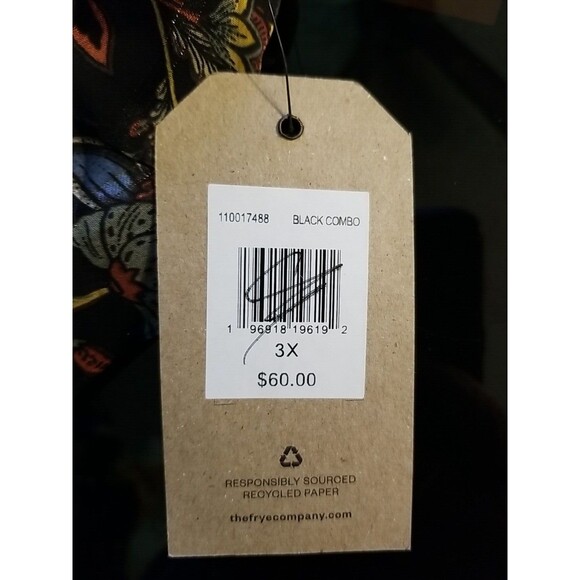 110017488 BLACK COMBO
1 96918 19619 2
3X
$60.00
RESPONSIBLY SOURCED
RECYCLED PAPER
thefryecompany.com